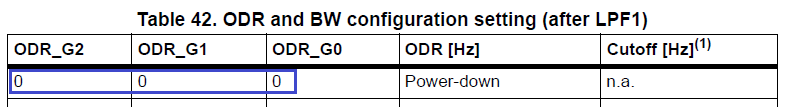 Table 42. ODR and BW configuration setting (after LPF1)
ODR_G2 ODR_G1 ODR_G0 ODR [Hz] Cutoff [Hz](1)
0 0 0 Power-down n.a.